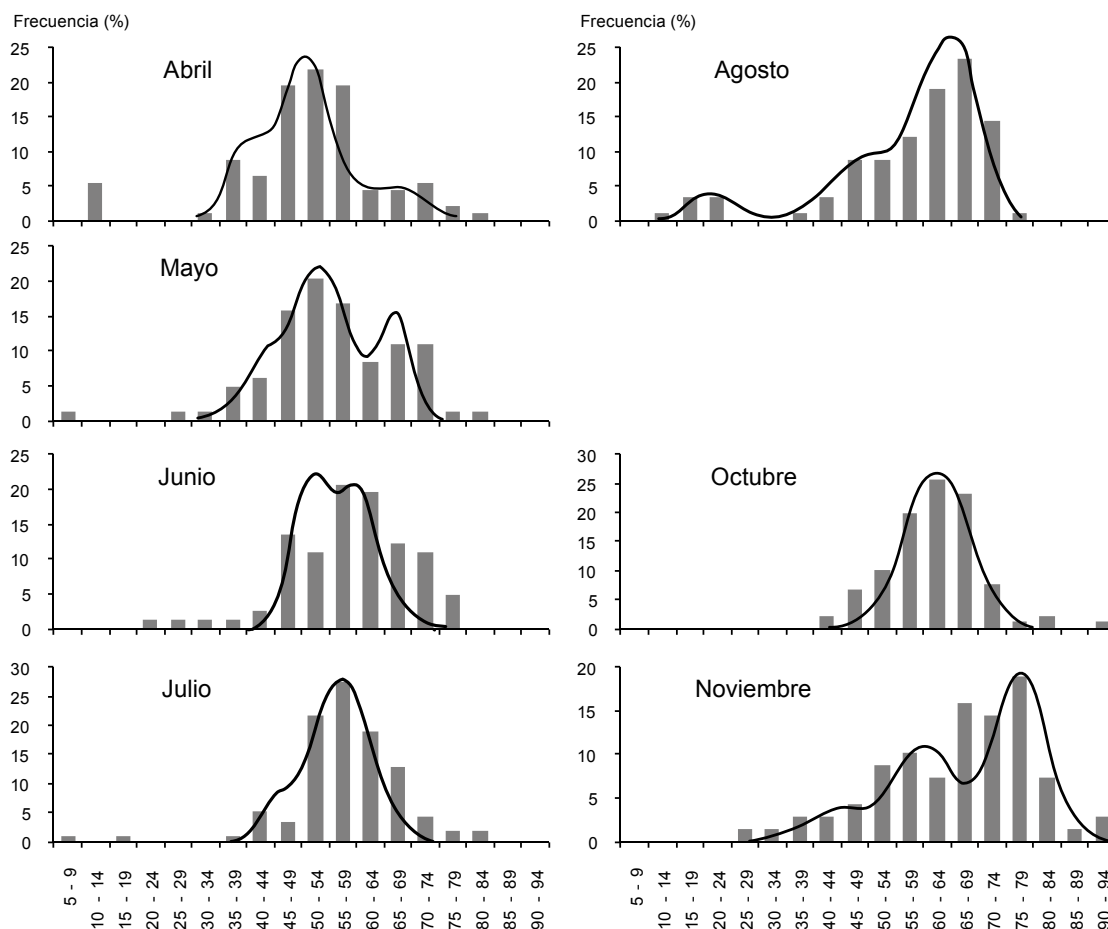 Frecuencia (%)
25
20
15
10
5
0
Abril
25
20
15
10
5
0
Mayo
25
20
15
10
5
0
Junio
30
25
20
15
10
5
0
Julio
5 - 9
10 - 14
15 - 19
20 - 24
25 - 29
30 - 34
35 - 39
40 - 44
45 - 49
50 - 54
55 - 59
60 - 64
65 - 69
70 - 74
75 - 79
80 - 84
85 - 89
90 - 94
Frecuencia (%)
25
20
15
10
5
0
Agosto
30
25
20
15
10
5
0
Octubre
20
15
10
5
0
Noviembre
5 - 9
10 - 14
15 - 19
20 - 24
25 - 29
30 - 34
35 - 39
40 - 44
45 - 49
50 - 54
55 - 59
60 - 64
65 - 69
70 - 74
75 - 79
80 - 84
85 - 89
90 - 94